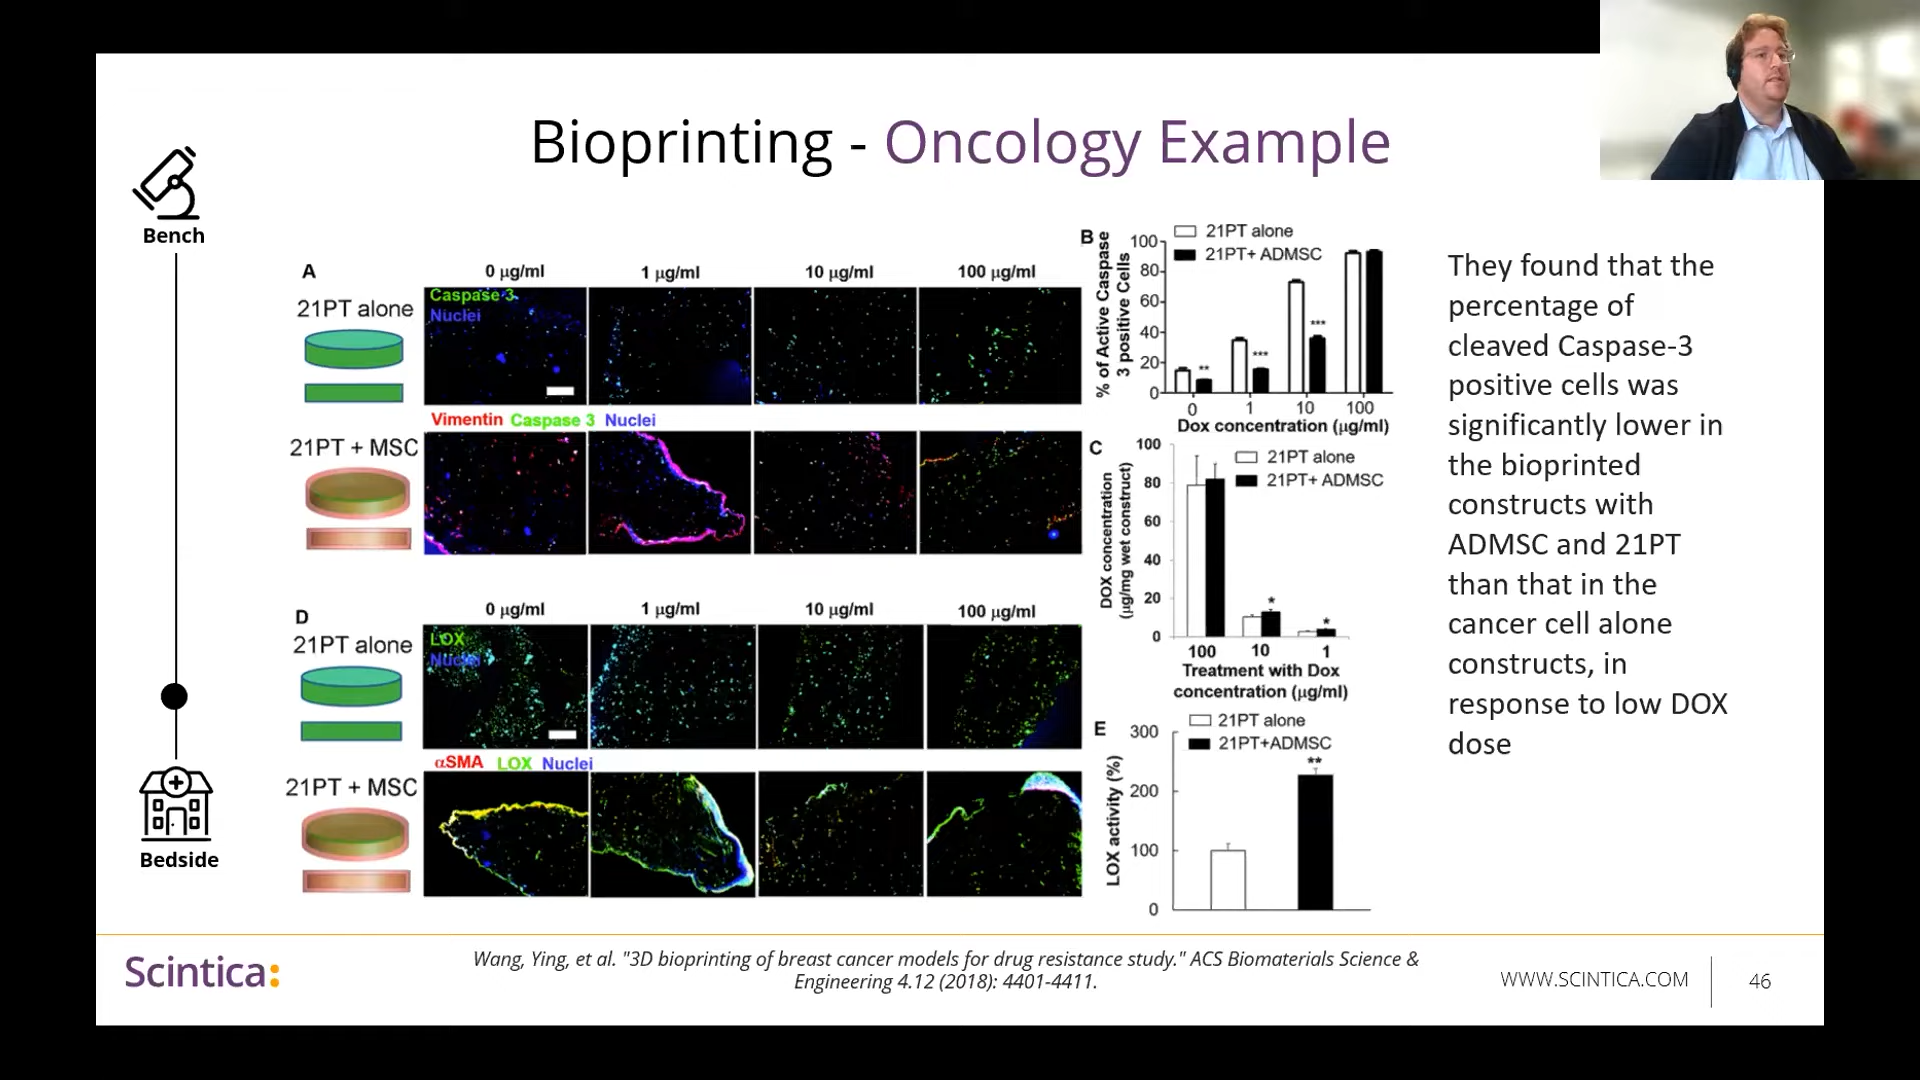 Bioprinting - Oncology Example
Bench
Bedside
A
0 µg/ml
1 µg/ml
10 µg/ml
100 µg/ml
21PT alone
Caspase 3
Nuclei
Vimentin Caspase 3 Nuclei
21PT + MSC
D
0 µg/ml
1 µg/ml
10 µg/ml
100 µg/ml
21PT alone
LOX
Nuclei
αSMA LOX Nuclei
21PT + MSC
B
21PT alone
21PT+ ADMSC
% of Active Caspase
3 positive Cells
100
80
60
40
20
0
**
***
***
0
1
10
100
Dox concentration (µg/ml)
C
21PT alone
21PT+ ADMSC
DOX concentration
(µg/mg wet construct)
100
80
60
40
20
0
*
*
100
10
1
Treatment with Dox
concentration (µg/ml)
E
21PT alone
21PT+ADMSC
LOX activity (%)
300
200
100
0
**
They found that the
percentage of
cleaved Caspase-3
positive cells was
significantly lower in
the bioprinted
constructs with
ADMSC and 21PT
than that in the
cancer cell alone
constructs, in
response to low DOX
dose
Scintica:
Wang, Ying, et al. "3D bioprinting of breast cancer models for drug resistance study." ACS Biomaterials Science &
Engineering 4.12 (2018): 4401-4411.
WWW.SCINTICA.COM
46